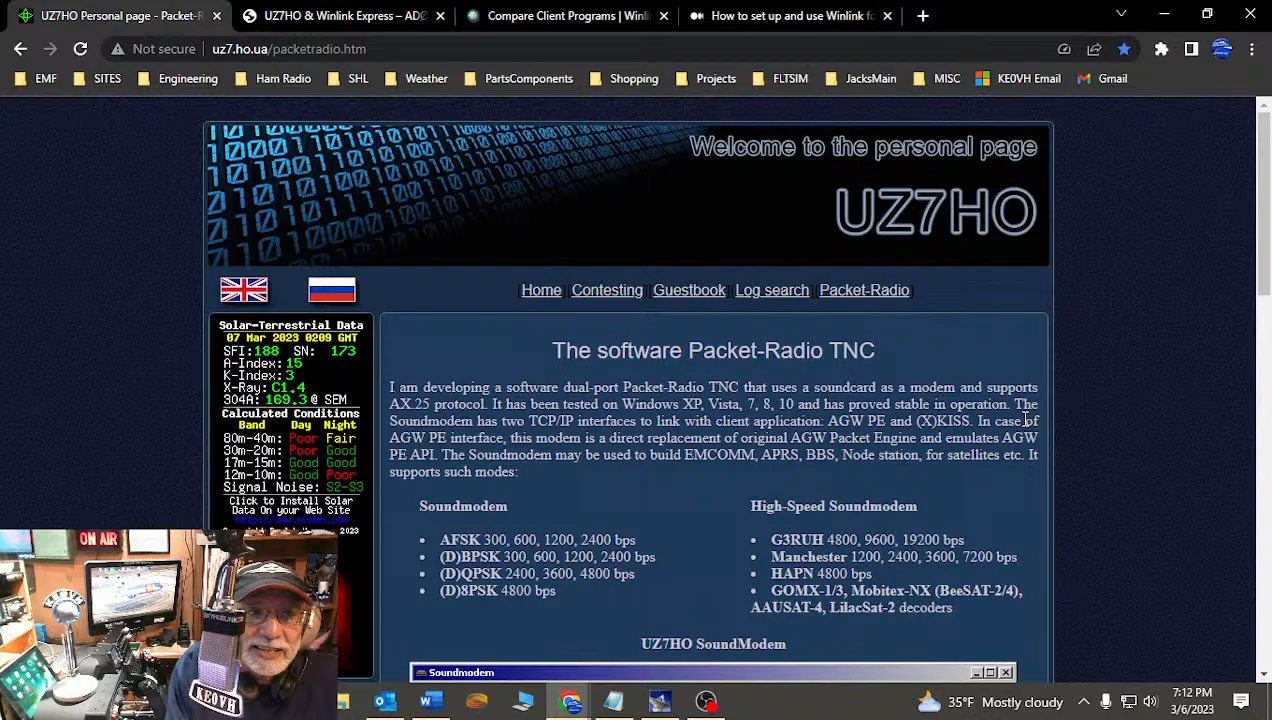 UZ7HO Personal page - Packet-R
UZ7HO & Winlink Express – ADØ
Compare Client Programs | Winli
How to set up and use Winlink fo
Not secure
uz7.ho.ua/packetradio.htm
EMF
SITES
Engineering
Ham Radio
SHL
Weather
PartsComponents
Shopping
Projects
FLTSIM
JacksMain
MISC
KE0VH Email
Gmail
Welcome to the personal page
UZ7HO
Home
Contesting
Guestbook
Log search
Packet-Radio
Solar-Terrestrial Data
07 Mar 2023 0209 GMT
SFI:188 SN: 173
A-Index:15
K-Index:3
X-Ray:C1.4
304A:169.3 @ SEM
Calculated Conditions
Band Day Night
80m-40m: Poor Fair
30m-20m: Poor Good
17m-15m: Good Good
12m-10m: Good Poor
Signal Noise: S2-S3
Click to Install Solar
Data On your Web Site
2023
The software Packet-Radio TNC
I am developing a software dual-port Packet-Radio TNC that uses a soundcard as a modem and supports
AX.25 protocol. It has been tested on Windows XP, Vista, 7, 8, 10 and has proved stable in operation. The
Soundmodem has two TCP/IP interfaces to link with client application: AGW PE and (X)KISS. In case of
AGW PE interface, this modem is a direct replacement of original AGW Packet Engine and emulates AGW
PE API. The Soundmodem may be used to build EMCOMM, APRS, BBS, Node station, for satellites etc. It
supports such modes:
Soundmodem
AFSK 300, 600, 1200, 2400 bps
(D)BPSK 300, 600, 1200, 2400 bps
(D)QPSK 2400, 3600, 4800 bps
(D)8PSK 4800 bps
High-Speed Soundmodem
G3RUH 4800, 9600, 19200 bps
Manchester 1200, 2400, 3600, 7200 bps
HAPN 4800 bps
GOMX-1/3, Mobitex-NX (BeeSAT-2/4),
AAUSAT-4, LilacSat-2 decoders
UZ7HO SoundModem
Soundmodem
ON AIR
KE0VH
SKYHUBLINK
KE0VH
35°F Mostly cloudy
7:12 PM
3/6/2023